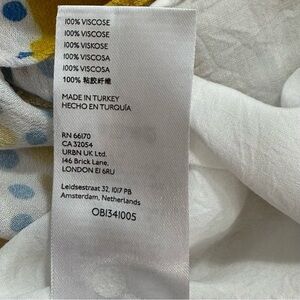 100% VISCOSE
100% VISCOSE
100% VISKOSE
100% VISCOSA
100% VISCOSA
100% 粘胶纤维
MADE IN TURKEY
HECHO EN TURQUÍA
RN 66170
CA 32054
URBN UK Ltd.
146 Brick Lane,
LONDON E1 6RU
Leidsestraat 32, 1017 PB
Amsterdam, Netherlands
OB1341005